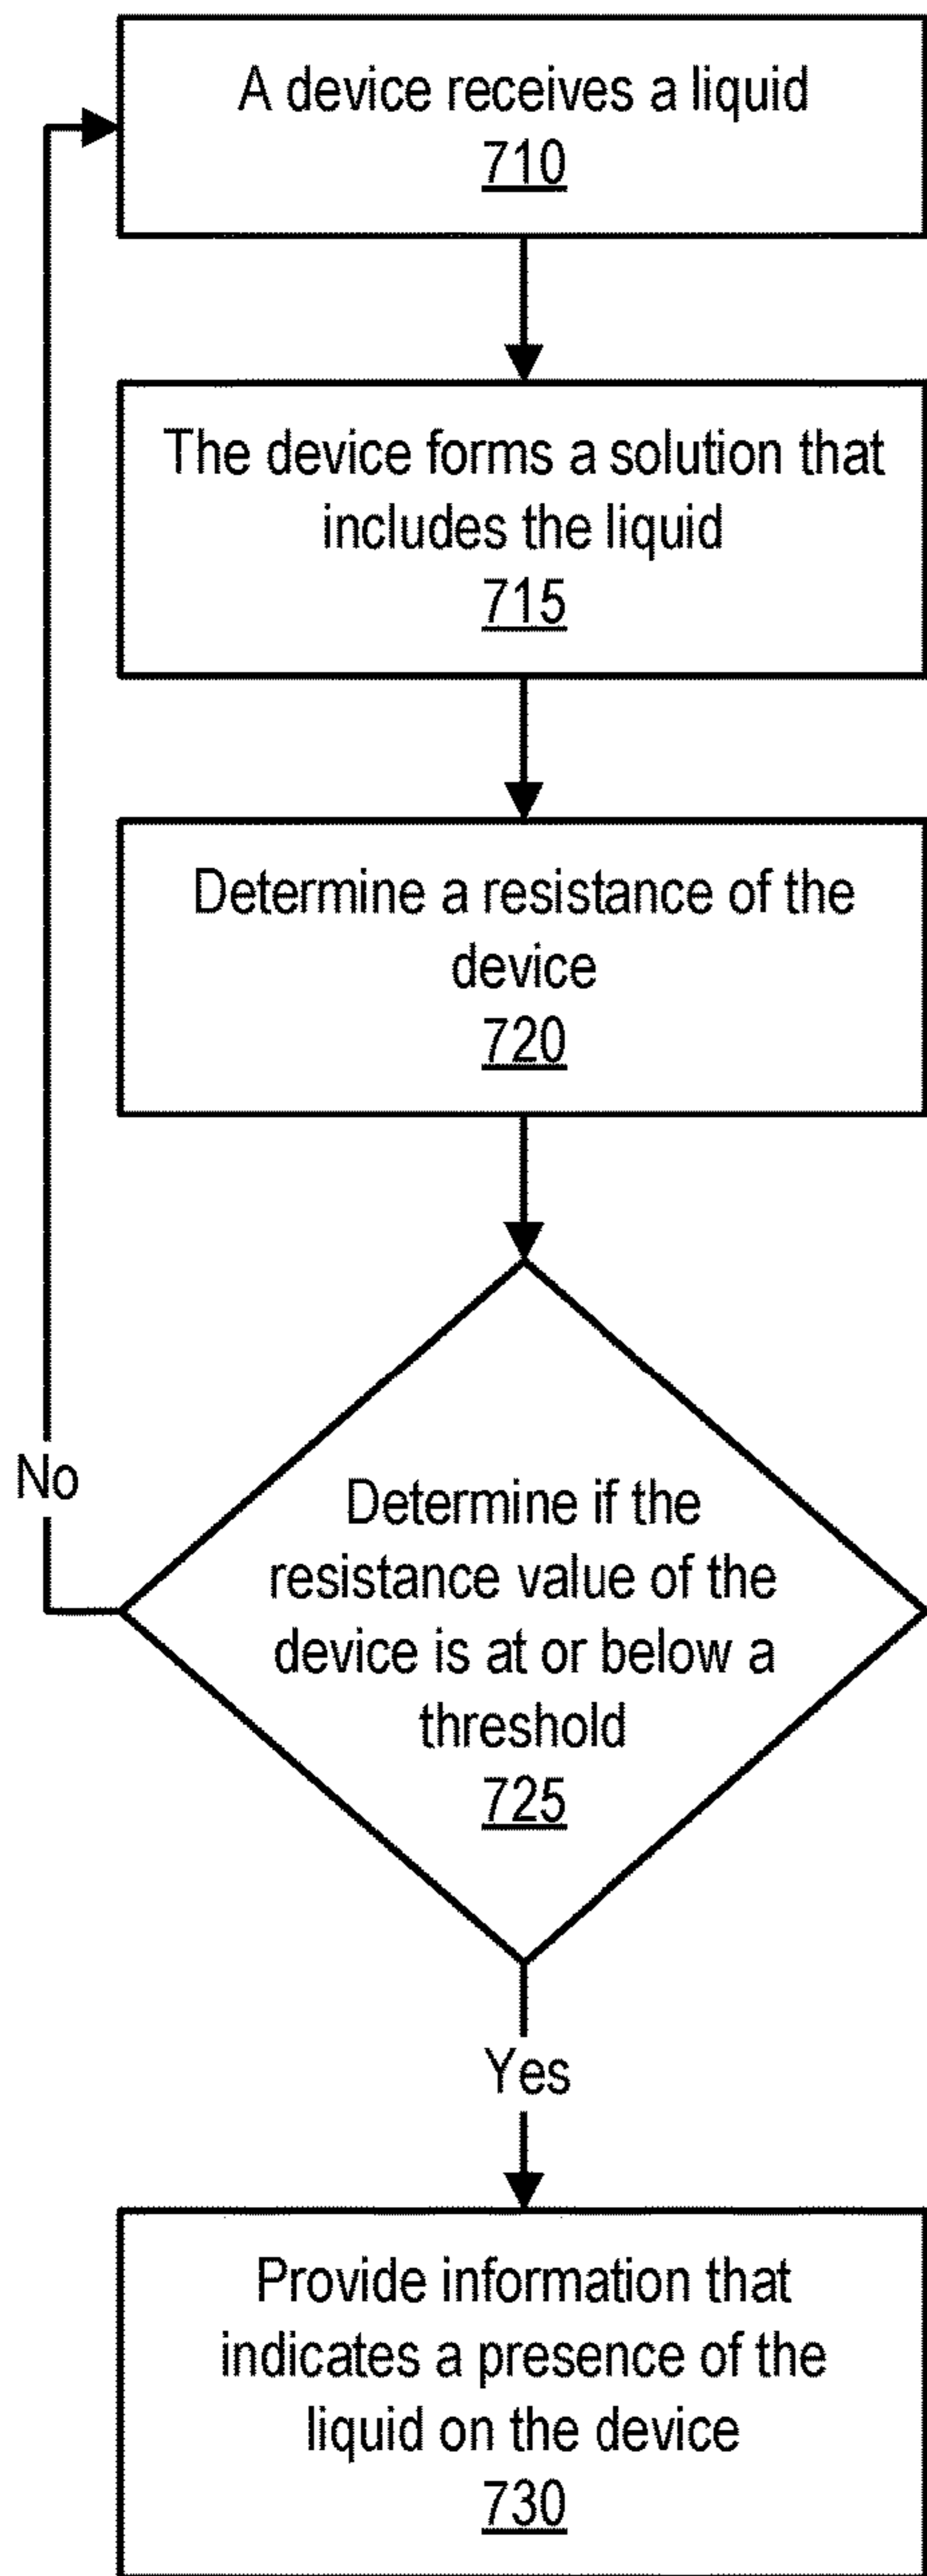 A device receives a liquid
710
The device forms a solution that
includes the liquid
715
Determine a resistance of the
device
720
Determine if the
resistance value of the
device is at or below a
threshold
725
No
Yes
Provide information that
indicates a presence of the
liquid on the device
730